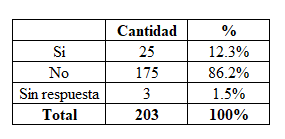 Cantidad %
Si 25 12.3%
No 175 86.2%
Sin respuesta 3 1.5%
Total 203 100%